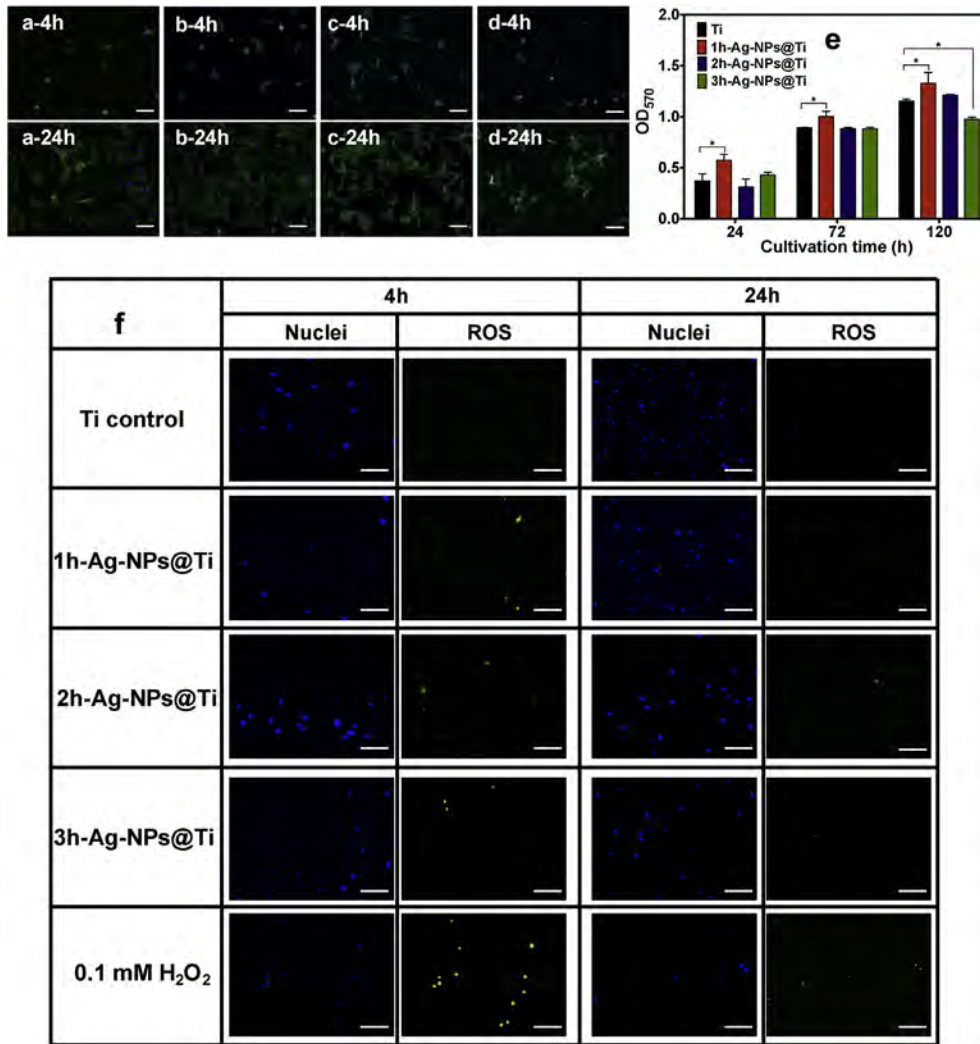 a-4h b-4h c-4h d-4h
a-24h b-24h c-24h d-24h
e
Ti
1h-Ag-NPs@Ti
2h-Ag-NPs@Ti
3h-Ag-NPs@Ti
* * * *
OD570
2.0
1.5
1.0
0.5
0.0
24 72 120
Cultivation time (h)
f 4h 24h
Nuclei ROS Nuclei ROS
Ti control
1h-Ag-NPs@Ti
2h-Ag-NPs@Ti
3h-Ag-NPs@Ti
0.1 mM H2O2